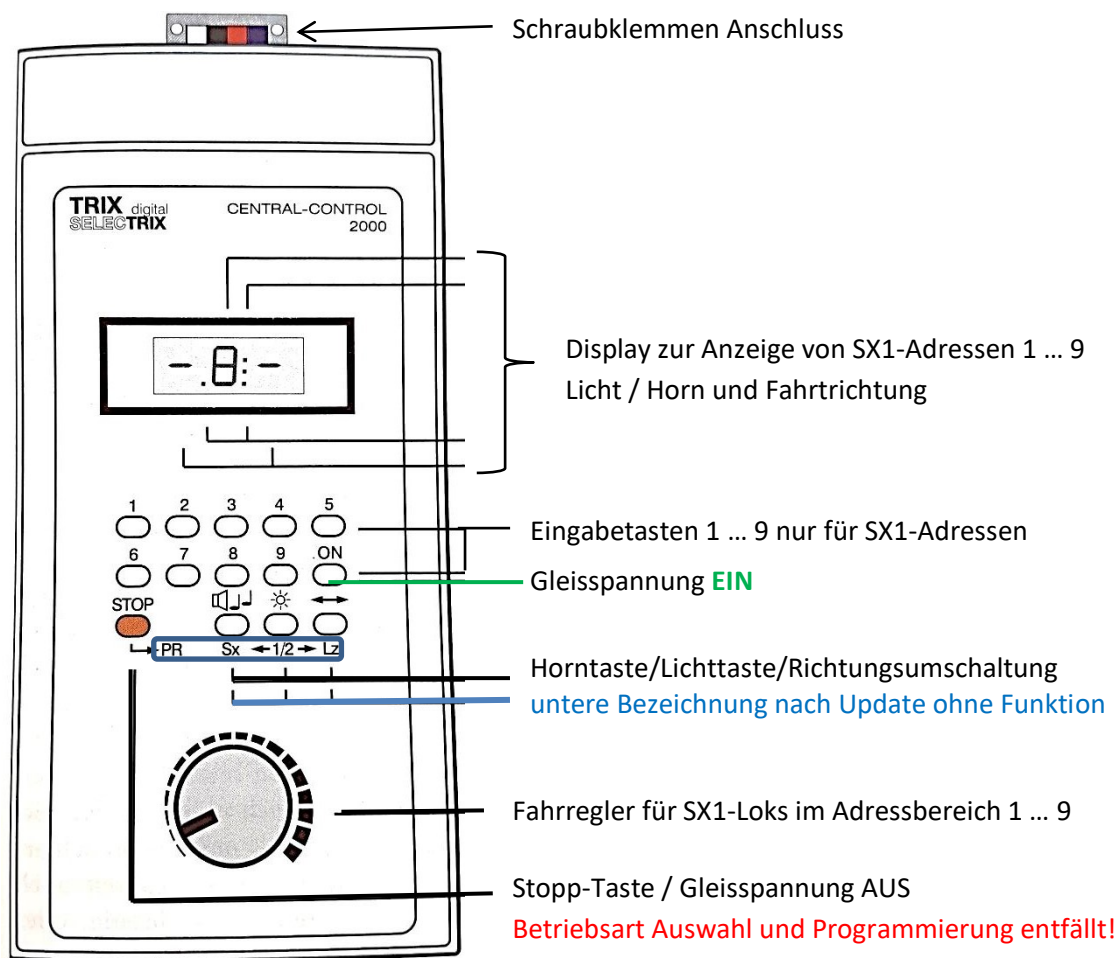 Schraubklemmen Anschluss
TRIX digital
SELECTRIX
CENTRAL-CONTROL
2000
- .8: -
Display zur Anzeige von SX1-Adressen 1 … 9
Licht / Horn und Fahrtrichtung
1 2 3 4 5
Eingabetasten 1 … 9 nur für SX1-Adressen
6 7 8 9 .ON
Gleisspannung EIN
STOP
PR Sx ←1/2→ Lz
Horntaste/Lichttaste/Richtungsumschaltung
untere Bezeichnung nach Update ohne Funktion
Fahrregler für SX1-Loks im Adressbereich 1 … 9
Stopp-Taste / Gleisspannung AUS
Betriebsart Auswahl und Programmierung entfällt!